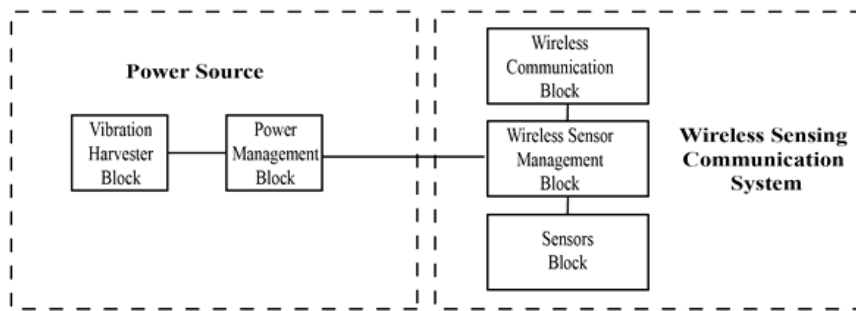 Power Source
Vibration
Harvester
Block
Power
Management
Block
Wireless
Communication
Block
Wireless Sensor
Management
Block
Sensors
Block
Wireless Sensing
Communication
System